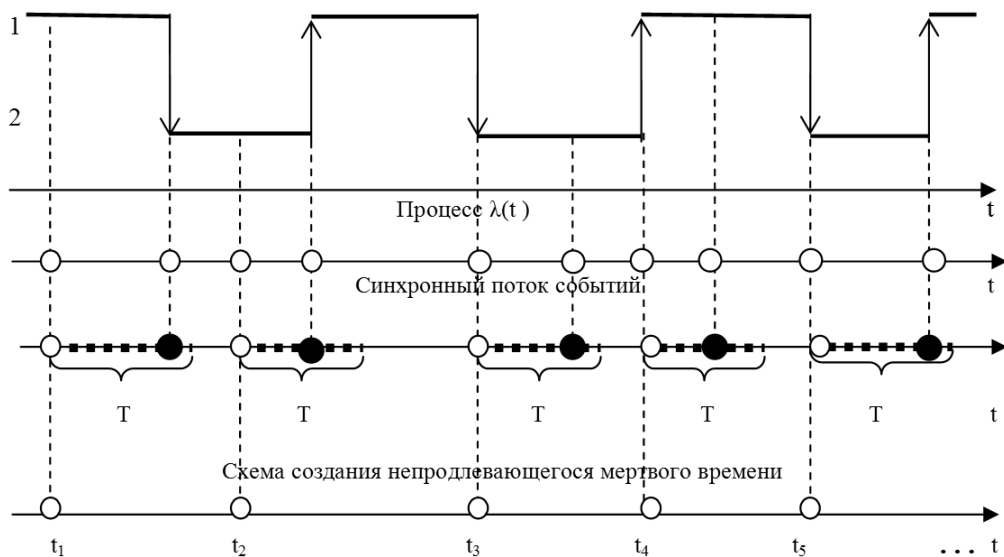 1
2
t
Процесс λ(t )
t
Синхронный поток событий
T T T T T t
Схема создания непродлевающегося мертвого времени
t₁ t₂ t₃ t₄ t₅ ... t